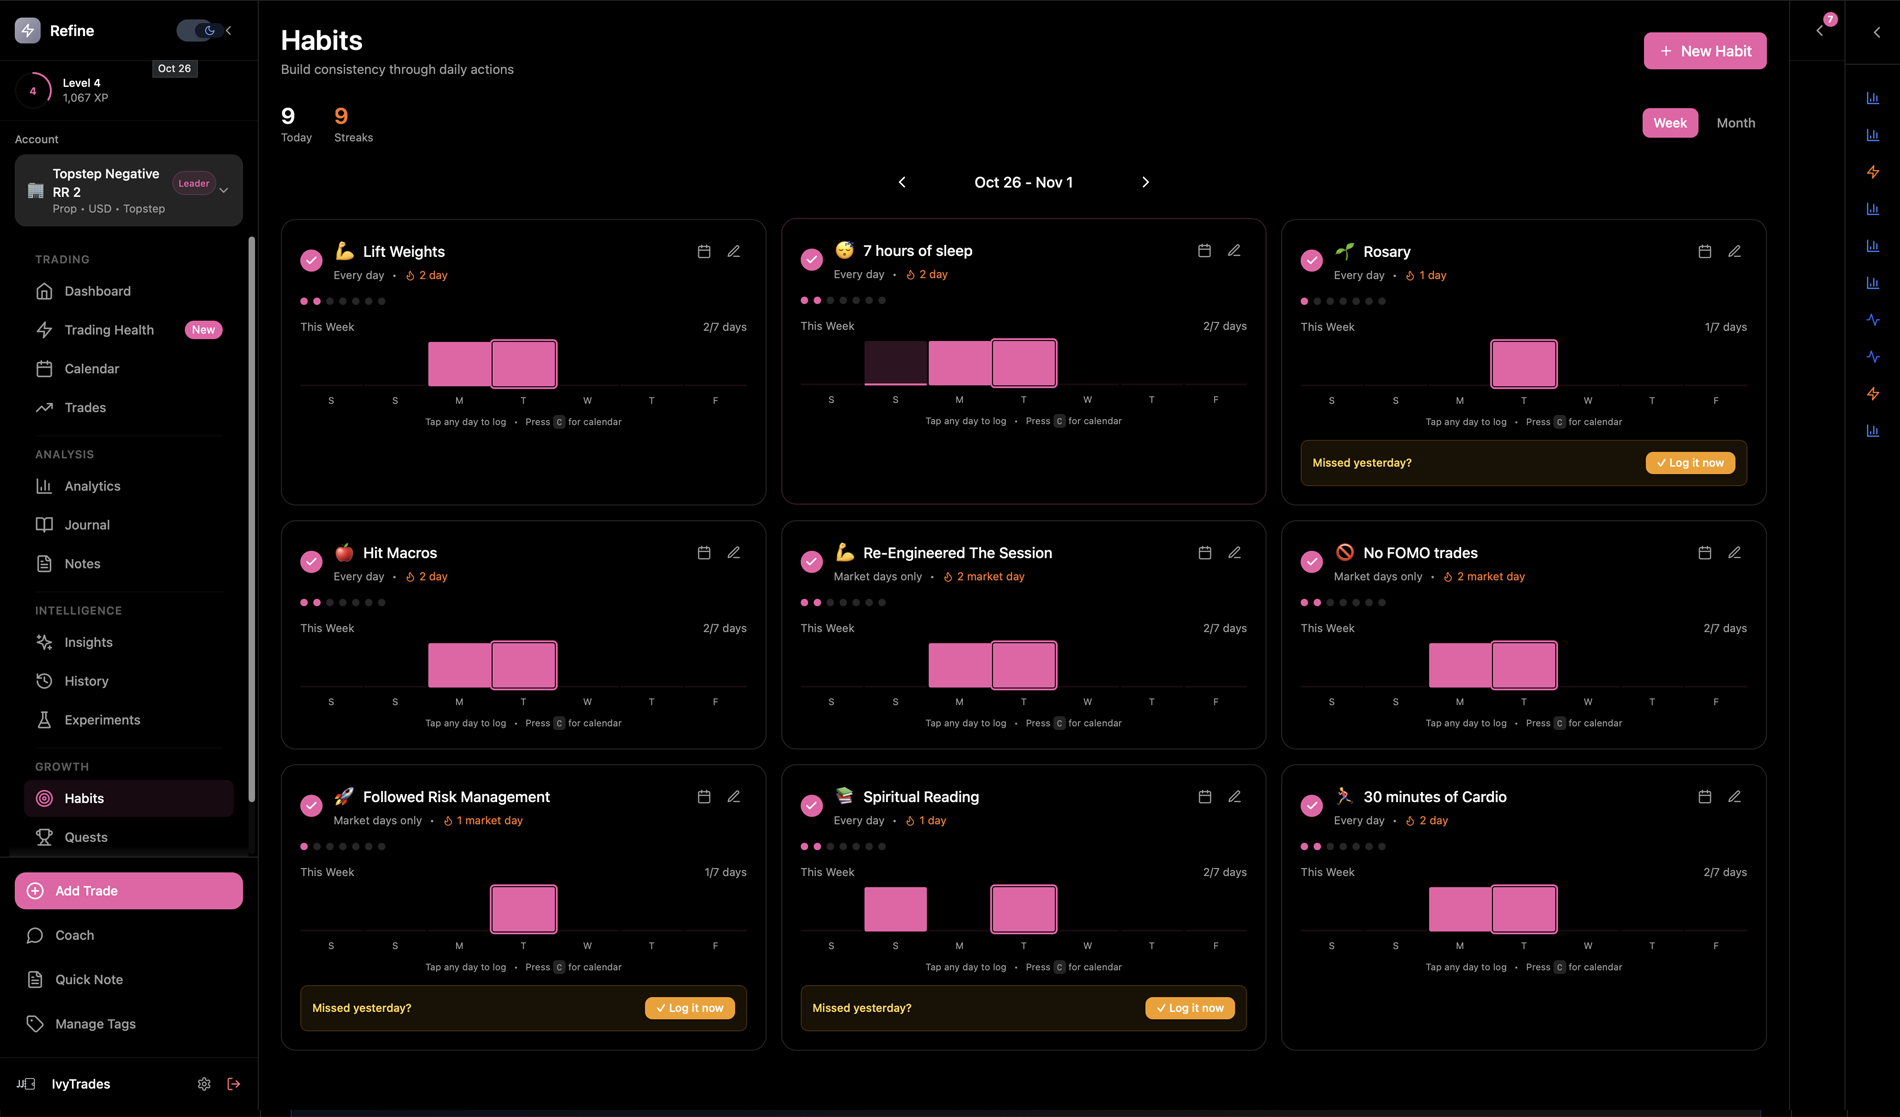 Refine
Oct 26
4
Level 4
1,067 XP
Account
Topstep Negative
RR 2
Leader
Prop • USD • Topstep
TRADING
Dashboard
Trading Health
New
Calendar
Trades
ANALYSIS
Analytics
Journal
Notes
INTELLIGENCE
Insights
History
Experiments
GROWTH
Habits
Quests
Add Trade
Coach
Quick Note
Manage Tags
IvyTrades
Habits
Build consistency through daily actions
+ New Habit
9
Today
9
Streaks
Week
Month
Oct 26 - Nov 1
7
Lift Weights
Every day • 2 day
This Week
2/7 days
S S M T W T F
Tap any day to log • Press C for calendar
7 hours of sleep
Every day • 2 day
This Week
2/7 days
S S M T W T F
Tap any day to log • Press C for calendar
Rosary
Every day • 1 day
This Week
1/7 days
S S M T W T F
Tap any day to log • Press C for calendar
Missed yesterday?
✓ Log it now
Hit Macros
Every day • 2 day
This Week
2/7 days
S S M T W T F
Tap any day to log • Press C for calendar
Re-Engineered The Session
Market days only • 2 market day
This Week
2/7 days
S S M T W T F
Tap any day to log • Press C for calendar
No FOMO trades
Market days only • 2 market day
This Week
2/7 days
S S M T W T F
Tap any day to log • Press C for calendar
Followed Risk Management
Market days only • 1 market day
This Week
1/7 days
S S M T W T F
Tap any day to log • Press C for calendar
Missed yesterday?
✓ Log it now
Spiritual Reading
Every day • 1 day
This Week
2/7 days
S S M T W T F
Tap any day to log • Press C for calendar
Missed yesterday?
✓ Log it now
30 minutes of Cardio
Every day • 2 day
This Week
2/7 days
S S M T W T F
Tap any day to log • Press C for calendar